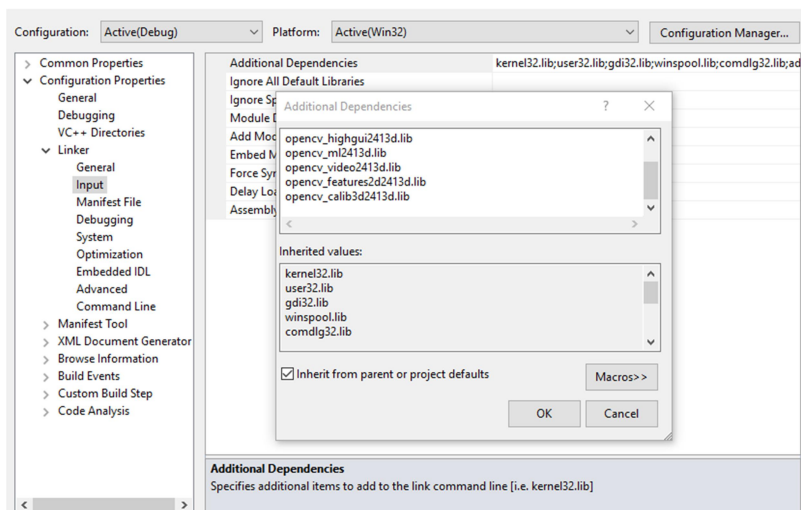 Configuration: Active(Debug) Platform: Active(Win32) Configuration Manager...
Common Properties
Configuration Properties
General
Debugging
VC++ Directories
Linker
General
Input
Manifest File
Debugging
System
Optimization
Embedded IDL
Advanced
Command Line
Manifest Tool
XML Document Generator
Browse Information
Build Events
Custom Build Step
Code Analysis
Additional Dependencies kernel32.lib;user32.lib;gdi32.lib;winspool.lib;comdlg32.lib;ad
Ignore All Default Libraries
Ignore Sp
Module D
Add Mod
Embed M
Force Syr
Delay Loa
Assembly
Additional Dependencies ?
opencv_highgui2413d.lib
opencv_ml2413d.lib
opencv_video2413d.lib
opencv_features2d2413d.lib
opencv_calib3d2413d.lib
Inherited values:
kernel32.lib
user32.lib
gdi32.lib
winspool.lib
comdlg32.lib
Inherit from parent or project defaults
Macros>>
OK Cancel
Additional Dependencies
Specifies additional items to add to the link command line [i.e. kernel32.lib]